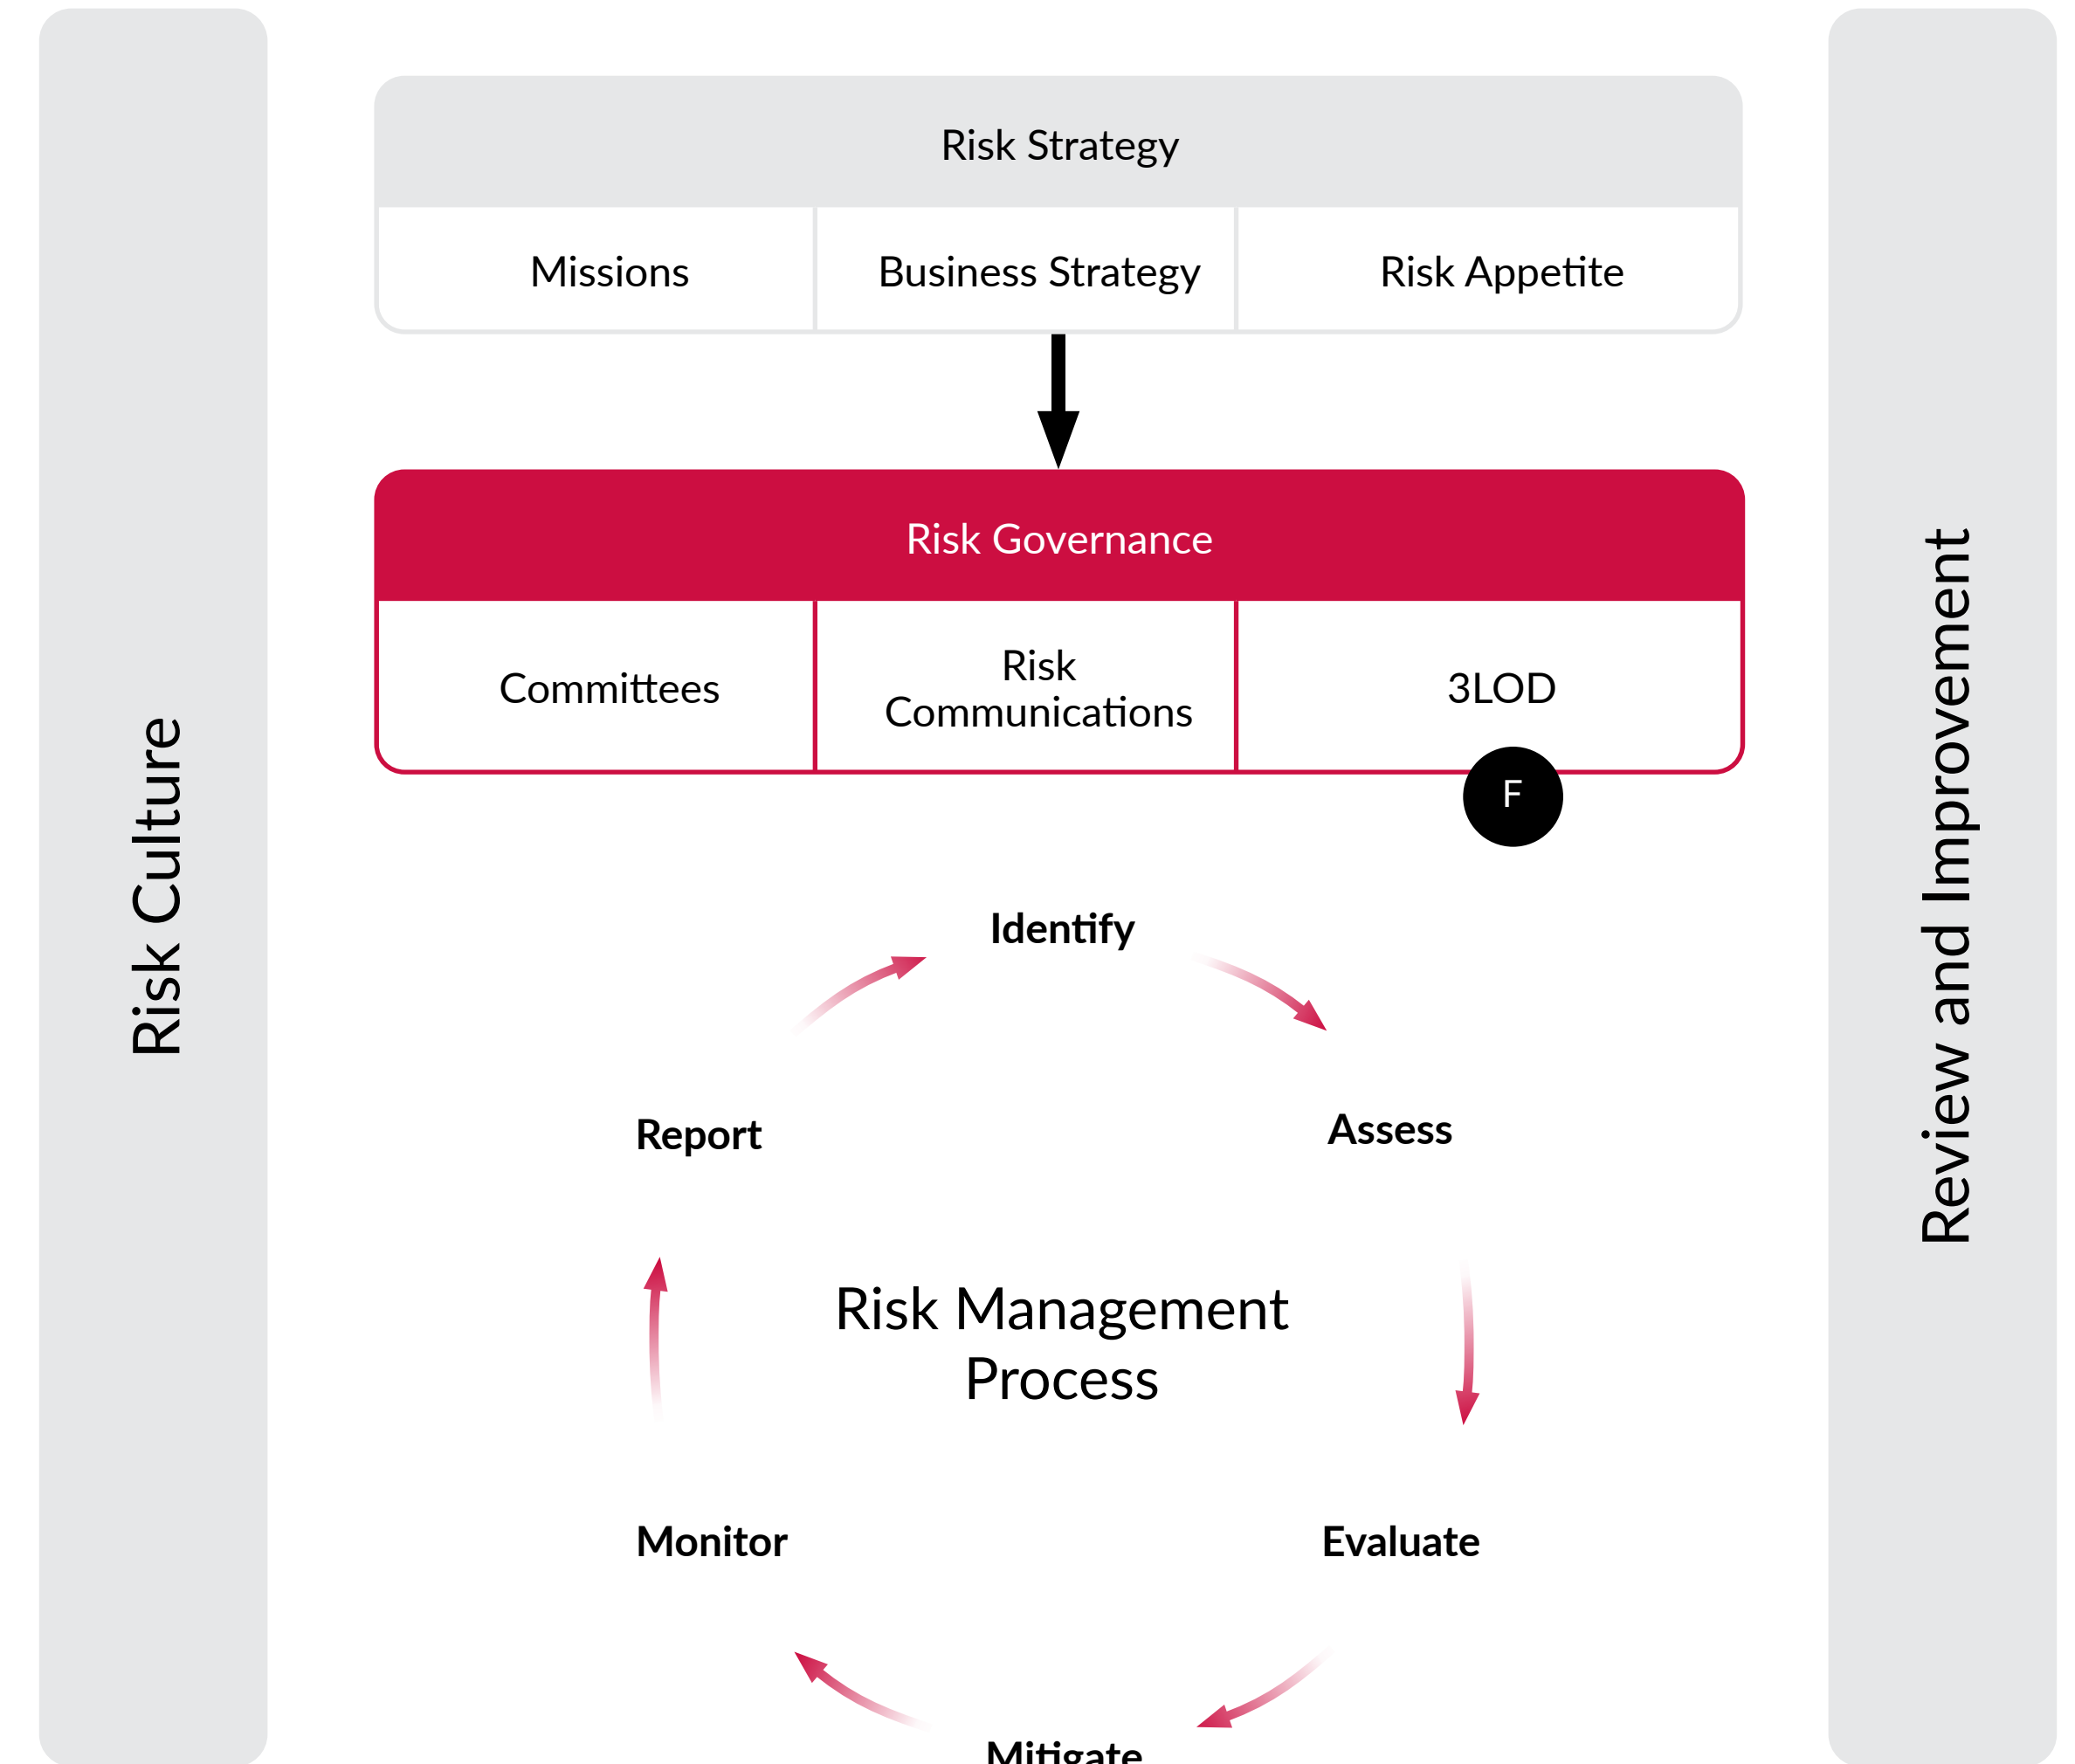 Risk Culture
Risk Strategy
Missions
Business Strategy
Risk Appetite
Risk Governance
Committees
Risk
Communications
3LOD
F
Identify
Assess
Evaluate
Mitigate
Monitor
Report
Risk Management
Process
Review and Improvement